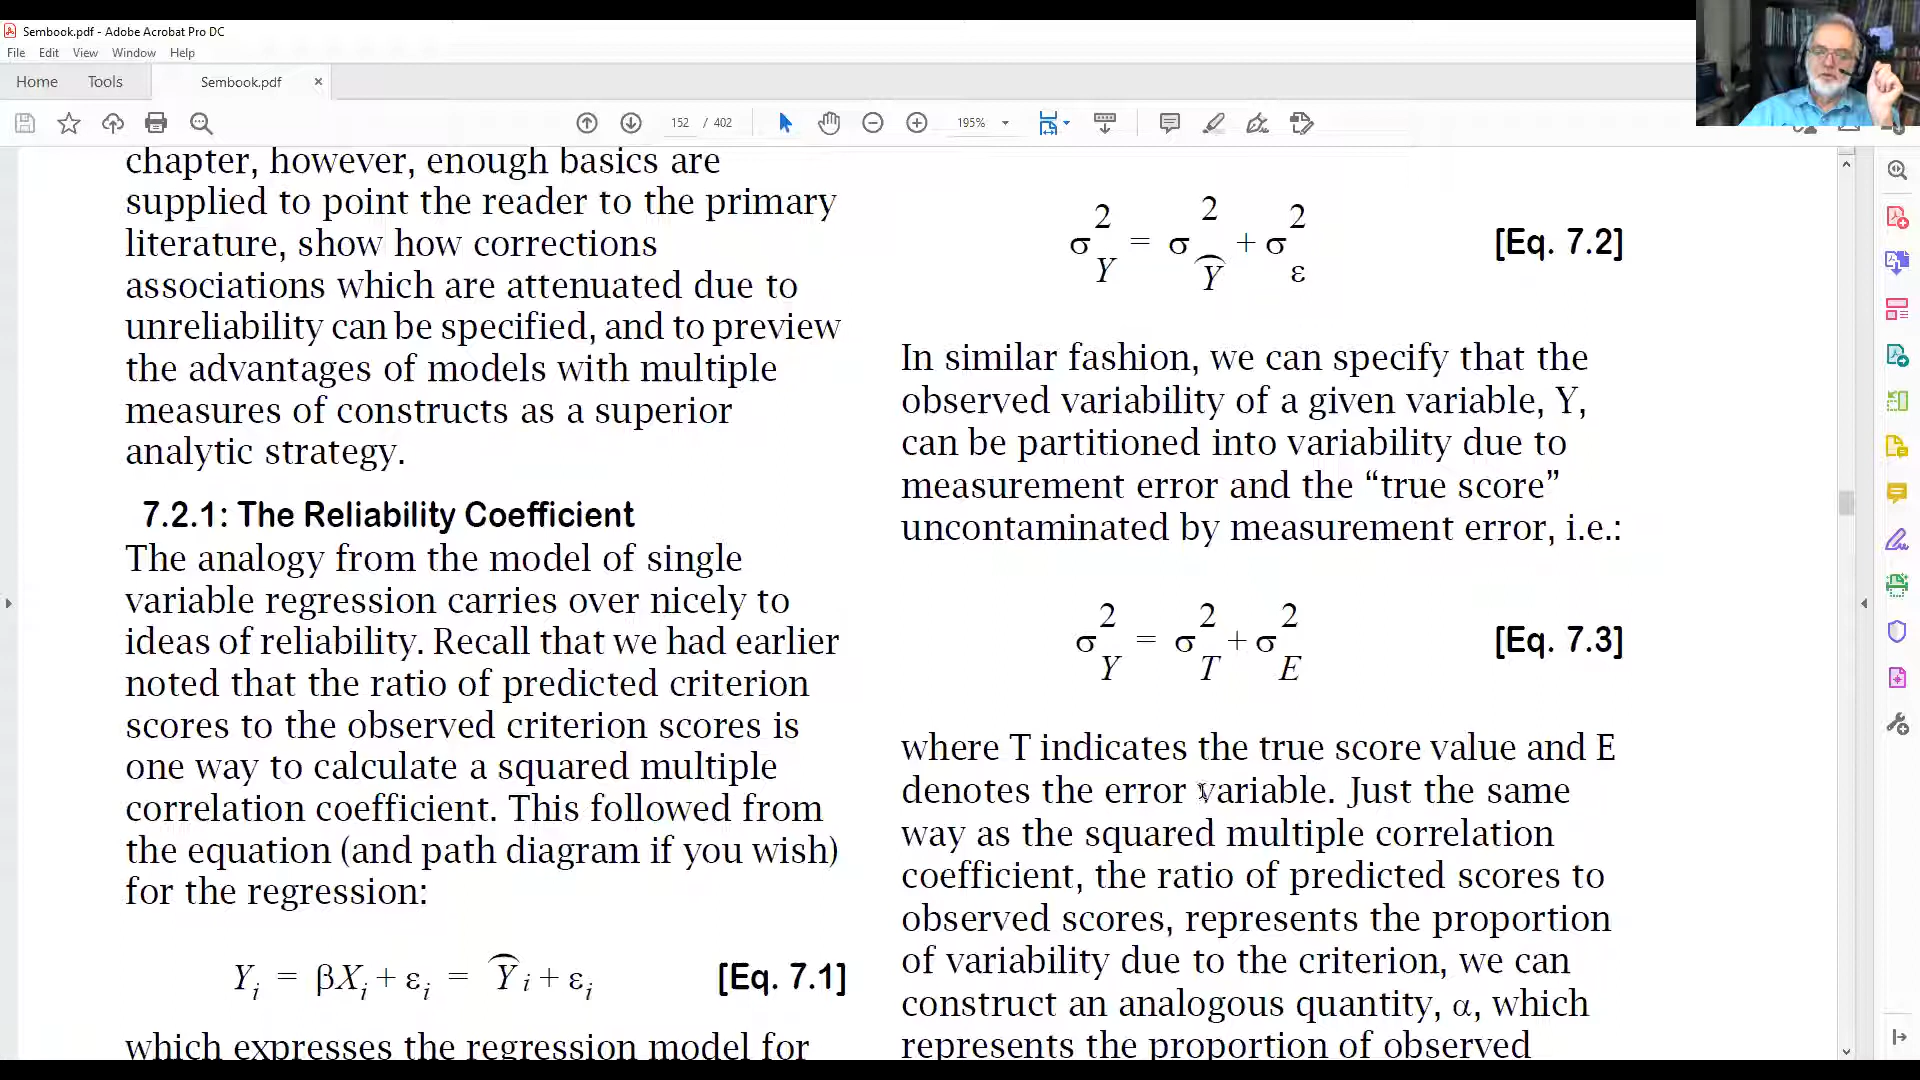 Sembook.pdf - Adobe Acrobat Pro DC
File Edit View Window Help
Home Tools Sembook.pdf ×
152 / 402 195%
chapter, however, enough basics are
supplied to point the reader to the primary
literature, show how corrections
associations which are attenuated due to
unreliability can be specified, and to preview
the advantages of models with multiple
measures of constructs as a superior
analytic strategy.
7.2.1: The Reliability Coefficient
The analogy from the model of single
variable regression carries over nicely to
ideas of reliability. Recall that we had earlier
noted that the ratio of predicted criterion
scores to the observed criterion scores is
one way to calculate a squared multiple
correlation coefficient. This followed from
the equation (and path diagram if you wish)
for the regression:
Y_i = βX_i + ε_i = Ŷ_i + ε_i [Eq. 7.1]
which expresses the regression model for
σ²_Y = σ²_Ŷ + σ²_ε [Eq. 7.2]
In similar fashion, we can specify that the
observed variability of a given variable, Y,
can be partitioned into variability due to
measurement error and the “true score”
uncontaminated by measurement error, i.e.:
σ²_Y = σ²_T + σ²_E [Eq. 7.3]
where T indicates the true score value and E
denotes the error variable. Just the same
way as the squared multiple correlation
coefficient, the ratio of predicted scores to
observed scores, represents the proportion
of variability due to the criterion, we can
construct an analogous quantity, α, which
represents the proportion of observed